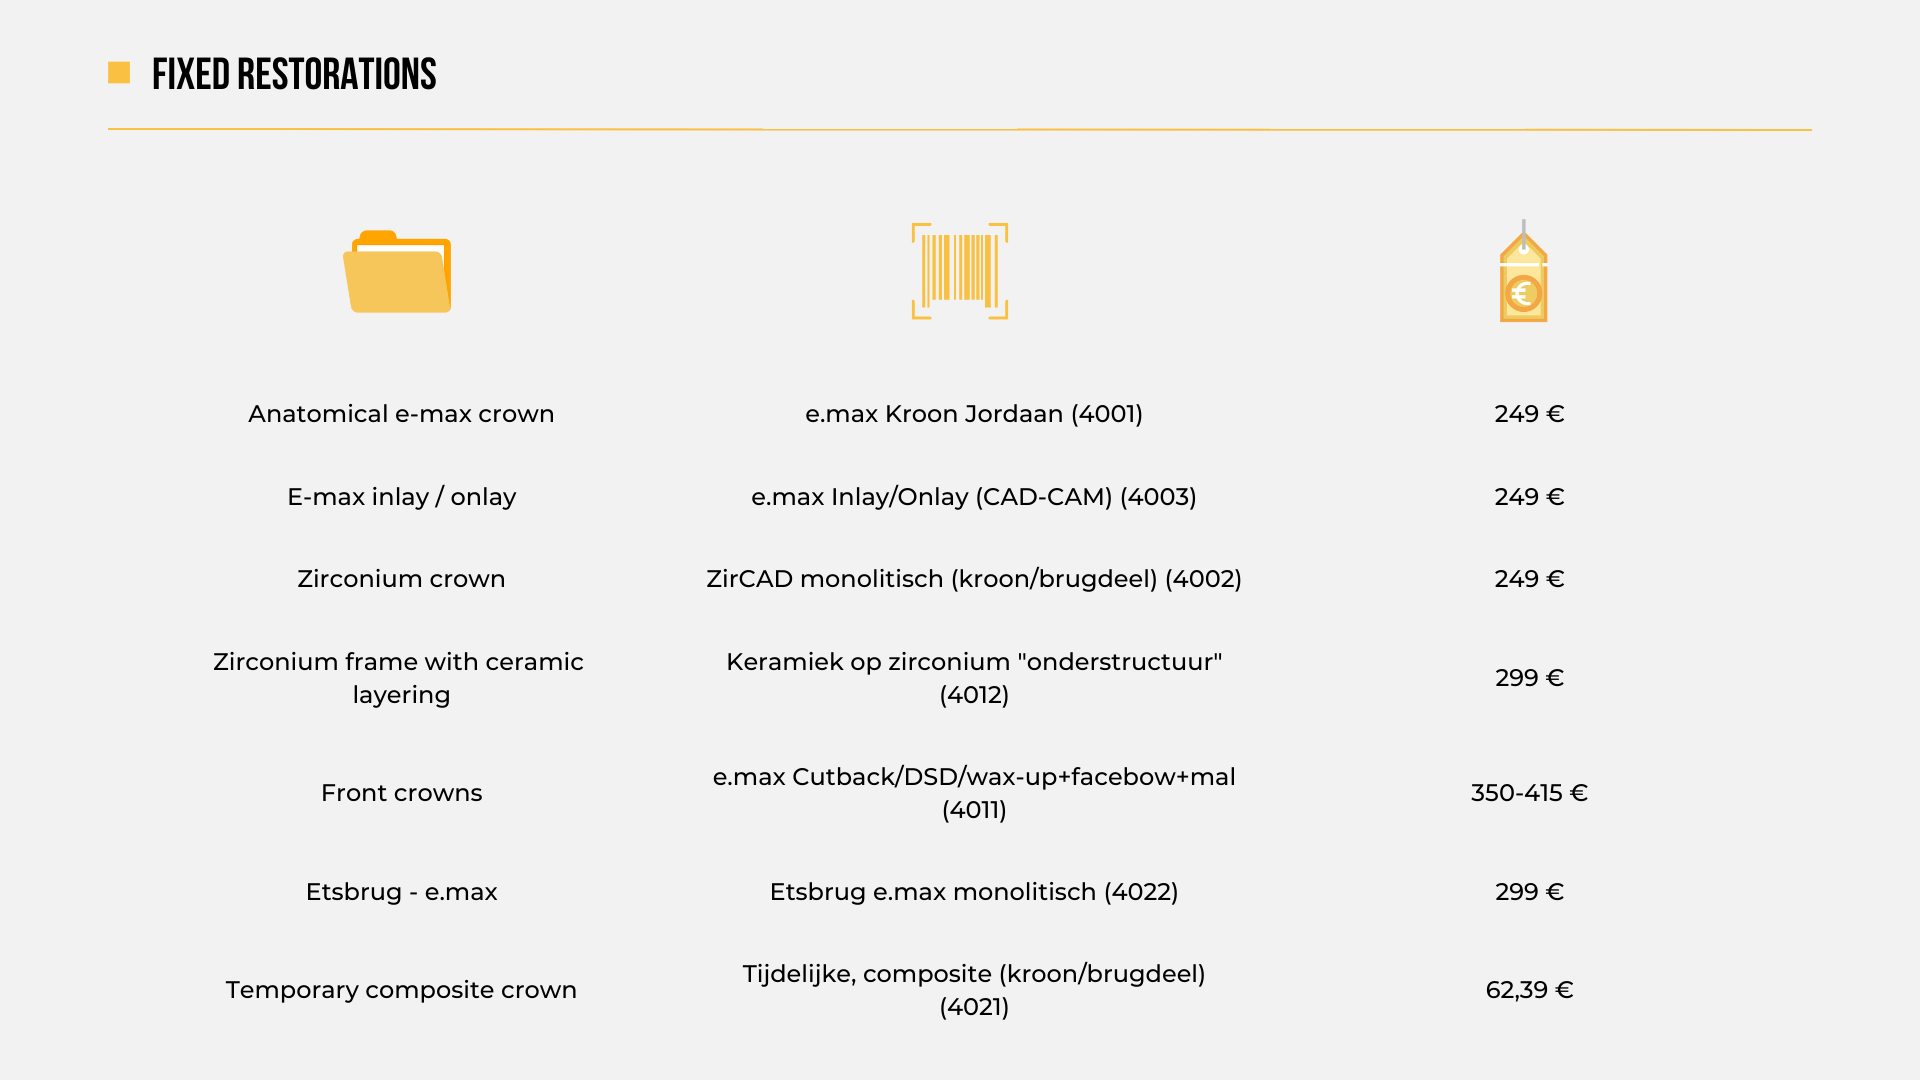 FIXED RESTORATIONS
Anatomical e-max crown
e.max Kroon Jordaan (4001)
249 €
E-max inlay / onlay
e.max Inlay/Onlay (CAD-CAM) (4003)
249 €
Zirconium crown
ZirCAD monolitisch (kroon/brugdeel) (4002)
249 €
Zirconium frame with ceramic
layering
Keramiek op zirconium "onderstructuur"
(4012)
299 €
Front crowns
e.max Cutback/DSD/wax-up+facebow+mal
(4011)
350-415 €
Etsbrug - e.max
Etsbrug e.max monolitisch (4022)
299 €
Temporary composite crown
Tijdelijke, composite (kroon/brugdeel)
(4021)
62,39 €